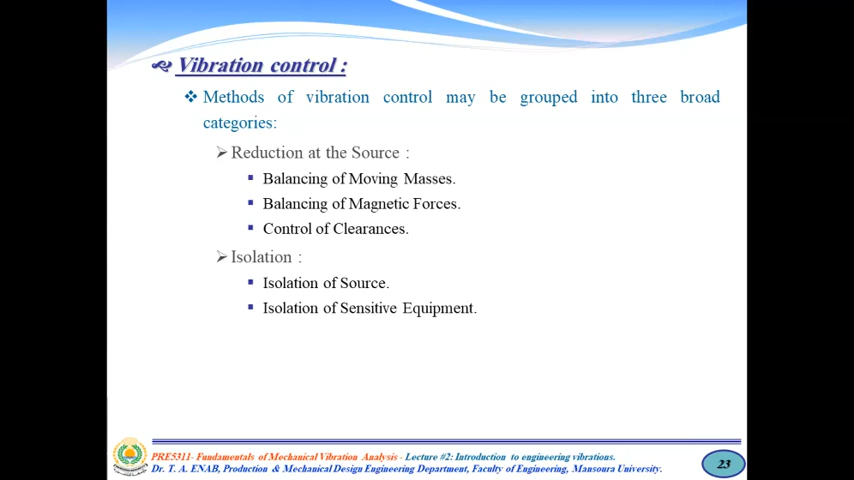 Vibration control :
Methods of vibration control may be grouped into three broad
categories:
Reduction at the Source :
Balancing of Moving Masses.
Balancing of Magnetic Forces.
Control of Clearances.
Isolation :
Isolation of Source.
Isolation of Sensitive Equipment.
PRE5311- Fundamentals of Mechanical Vibration Analysis - Lecture #2: Introduction to engineering vibrations.
Dr. T. A. ENAB, Production & Mechanical Design Engineering Department, Faculty of Engineering, Mansoura University.
23